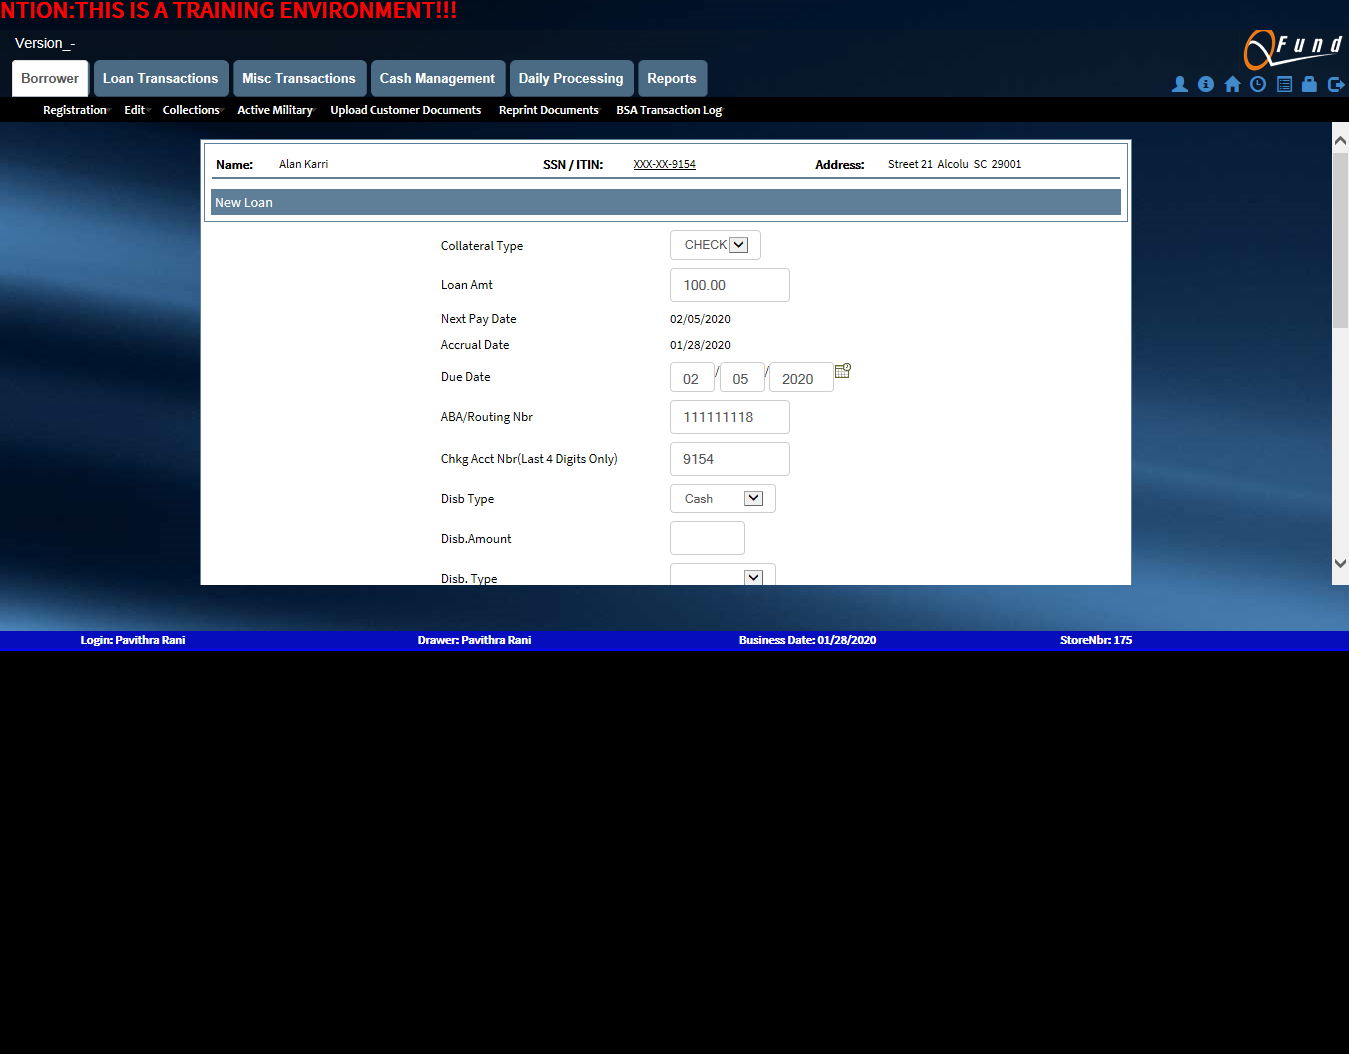 NTION:THIS IS A TRAINING ENVIRONMENT!!!
Version_-
QFund
Borrower Loan Transactions Misc Transactions Cash Management Daily Processing Reports
Registration Edit Collections Active Military Upload Customer Documents Reprint Documents BSA Transaction Log
Name: Alan Karri SSN / ITIN: XXX-XX-9154 Address: Street 21 Alcolu SC 29001
New Loan
Collateral Type CHECK
Loan Amt 100.00
Next Pay Date 02/05/2020
Accrual Date 01/28/2020
Due Date 02 / 05 / 2020
ABA/Routing Nbr 111111118
Chkg Acct Nbr(Last 4 Digits Only) 9154
Disb Type Cash
Disb.Amount
Disb. Type
Login: Pavithra Rani Drawer: Pavithra Rani Business Date: 01/28/2020 StoreNbr: 175